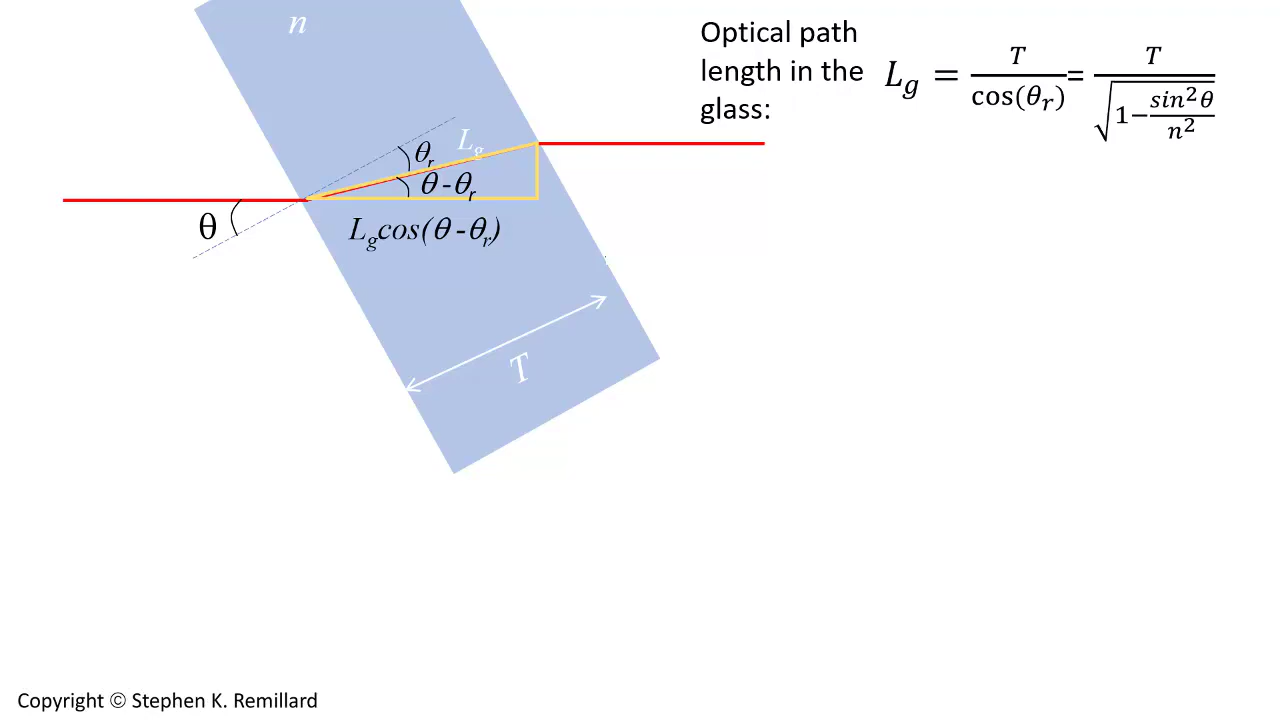 n
Optical path
length in the
glass:
L_g = T/cos(θ_r) = T/√(1−sin²θ/n²)
L_g
θ_r
θ - θ_r
θ
L_g cos(θ - θ_r)
T
Copyright © Stephen K. Remillard